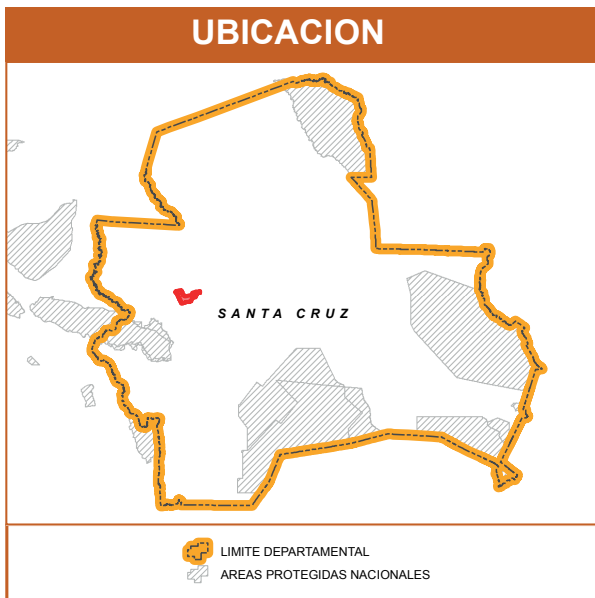 UBICACION
SANTA CRUZ
LIMITE DEPARTAMENTAL
AREAS PROTEGIDAS NACIONALES